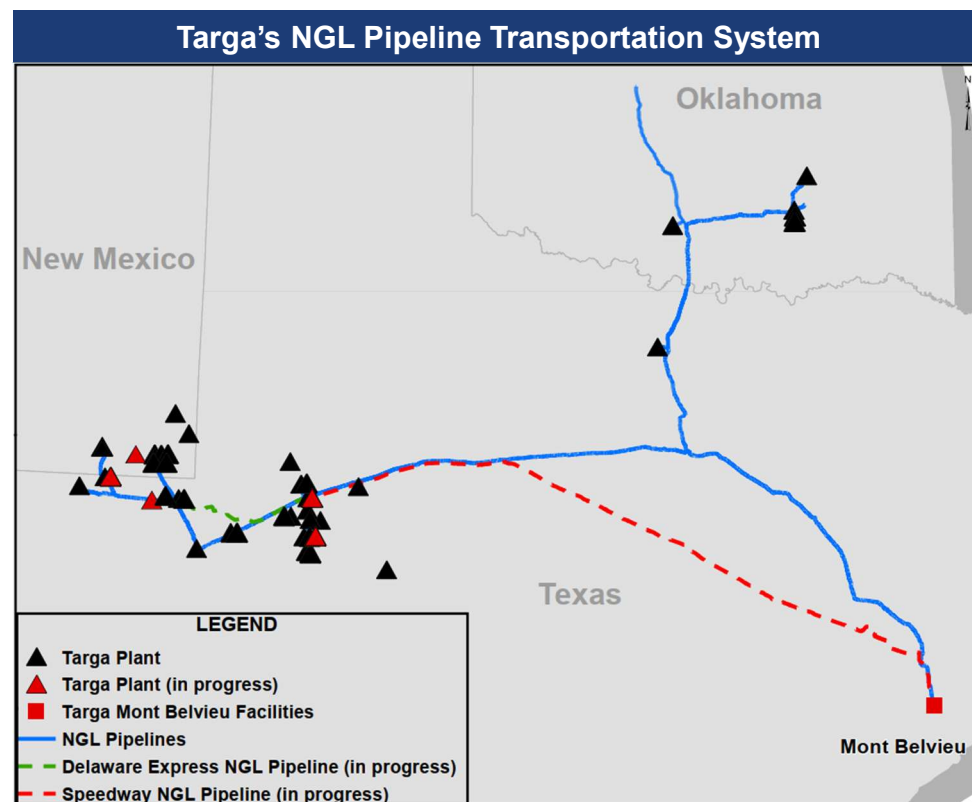 Targa's NGL Pipeline Transportation System
N
Oklahoma
New Mexico
Texas
LEGEND
Targa Plant
Targa Plant (in progress)
Targa Mont Belvieu Facilities
NGL Pipelines
Delaware Express NGL Pipeline (in progress)
Speedway NGL Pipeline (in progress)
Mont Belvieu